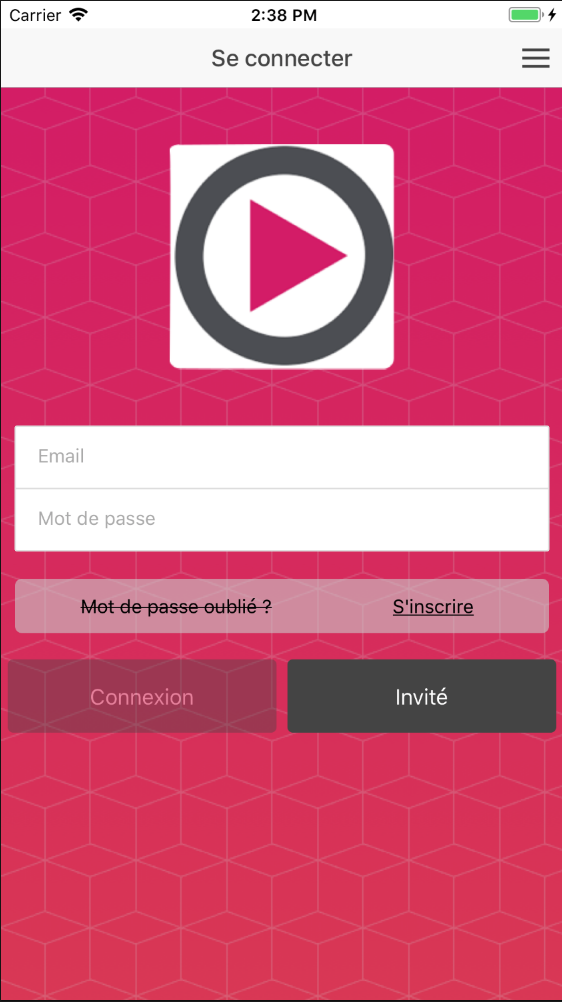 Carrier 2:38 PM
Se connecter
Email
Mot de passe
Mot de passe oublié ? S'inscrire
Connexion Invité